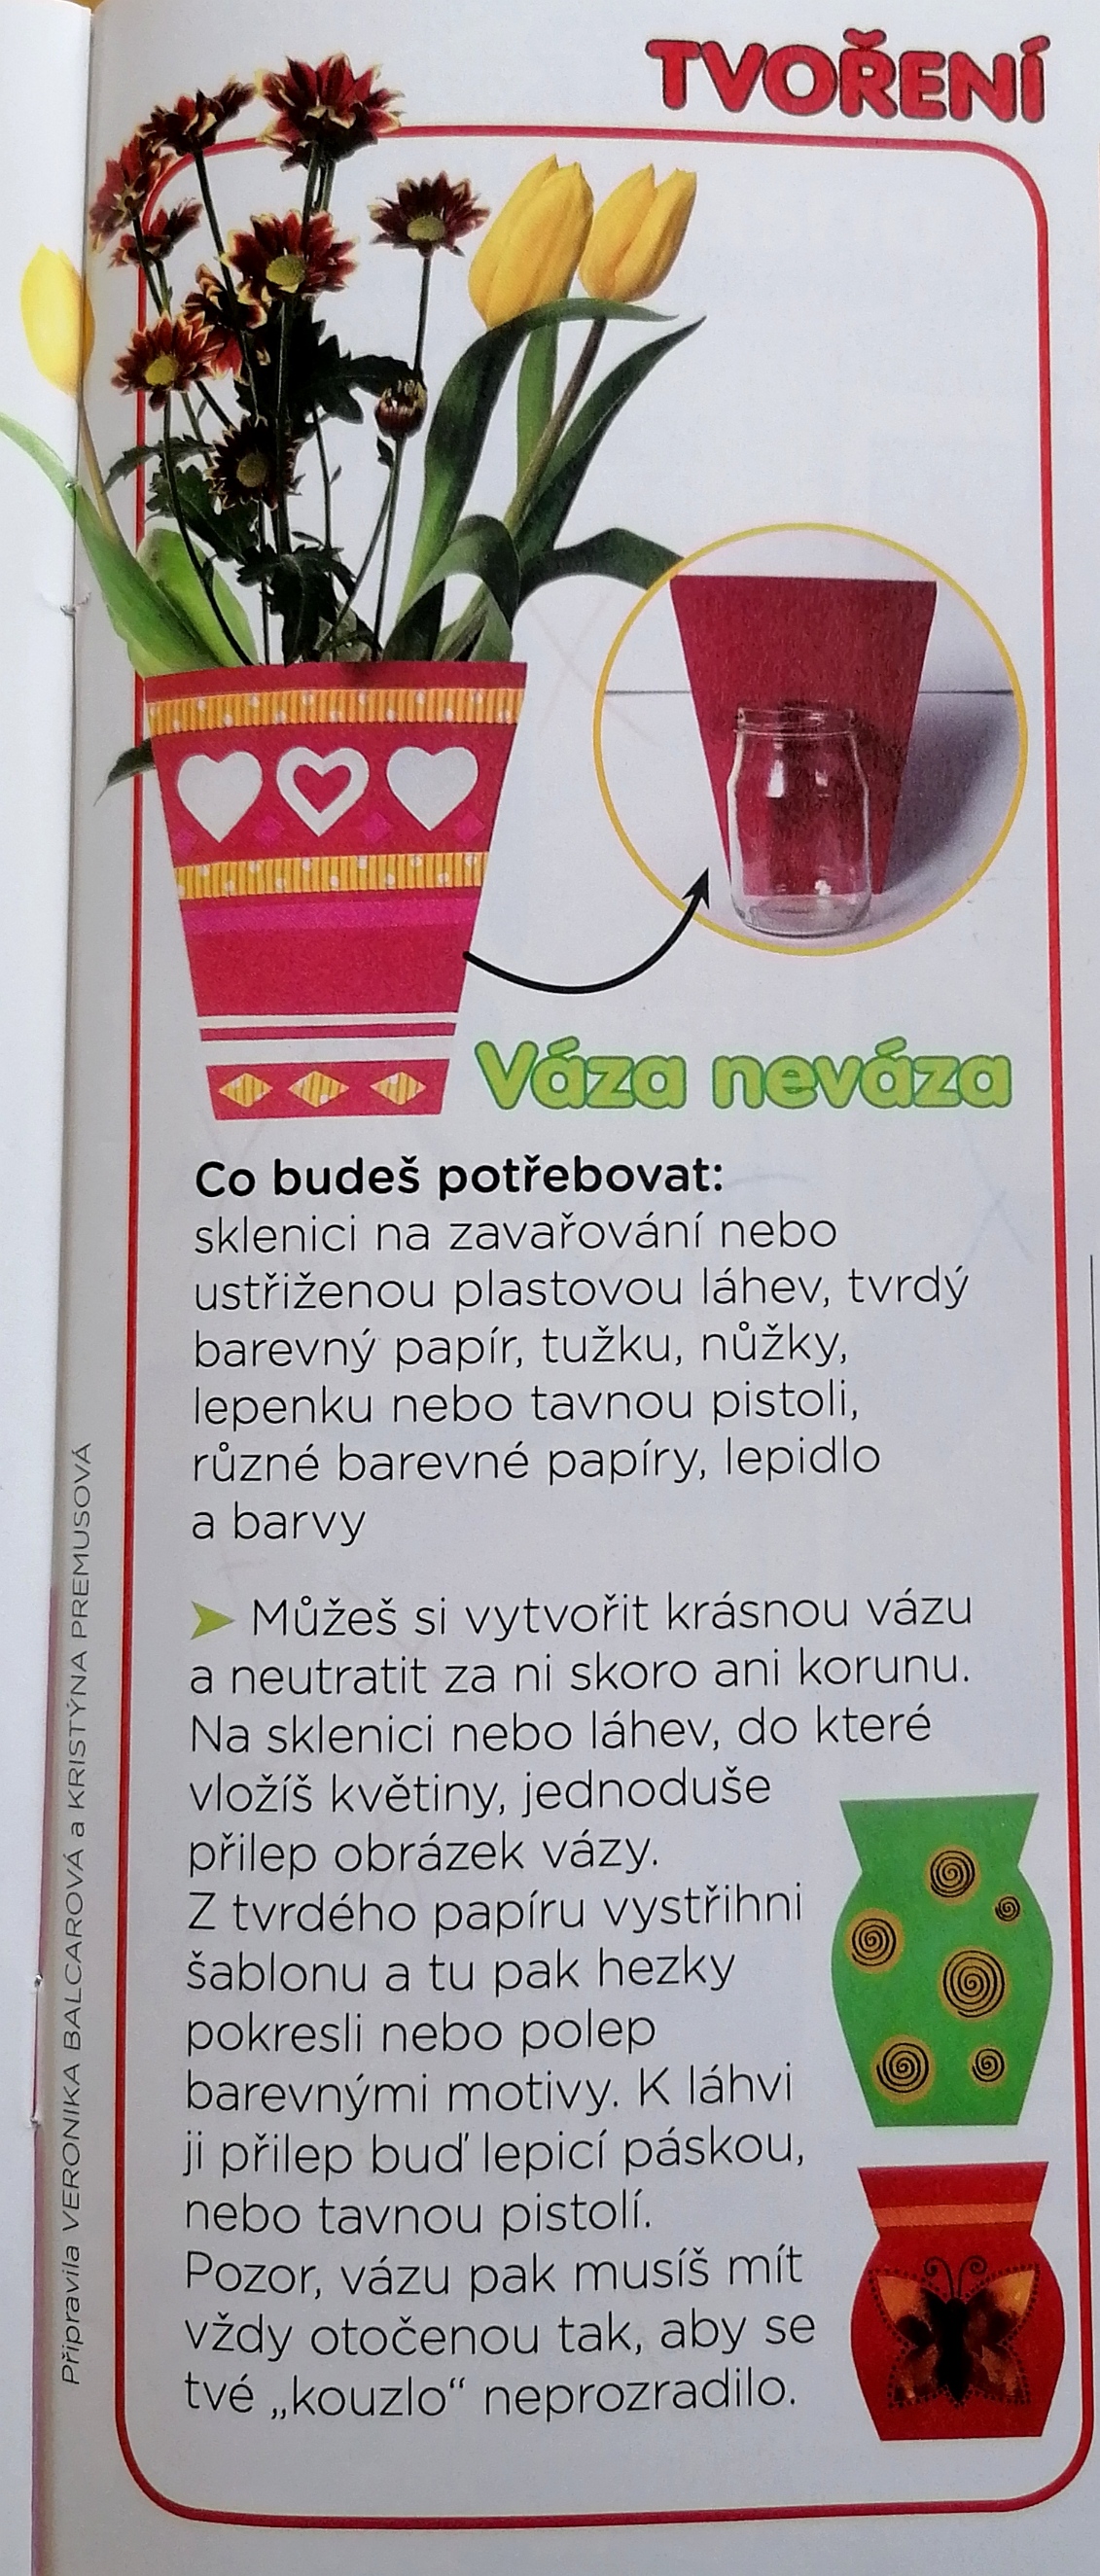 TVOŘENÍ
Váza neváza
Co budeš potřebovat:
sklenici na zavařování nebo
ustřiženou plastovou láhev, tvrdý
barevný papír, tužku, nůžky,
lepenku nebo tavnou pistoli,
různé barevné papíry, lepidlo
a barvy
➤ Můžeš si vytvořit krásnou vázu
a neutratit za ni skoro ani korunu.
Na sklenici nebo láhev, do které
vložíš květiny, jednoduše
přilep obrázek vázy.
Z tvrdého papíru vystřihni
šablonu a tu pak hezky
pokresli nebo polep
barevnými motivy. K láhvi
ji přilep buď lepicí páskou,
nebo tavnou pistolí.
Pozor, vázu pak musíš mít
vždy otočenou tak, aby se
tvé „kouzlo“ neprozradilo.
Připravila VERONIKA BALCAROVÁ a KRISTÝNA PREMUSOVÁ